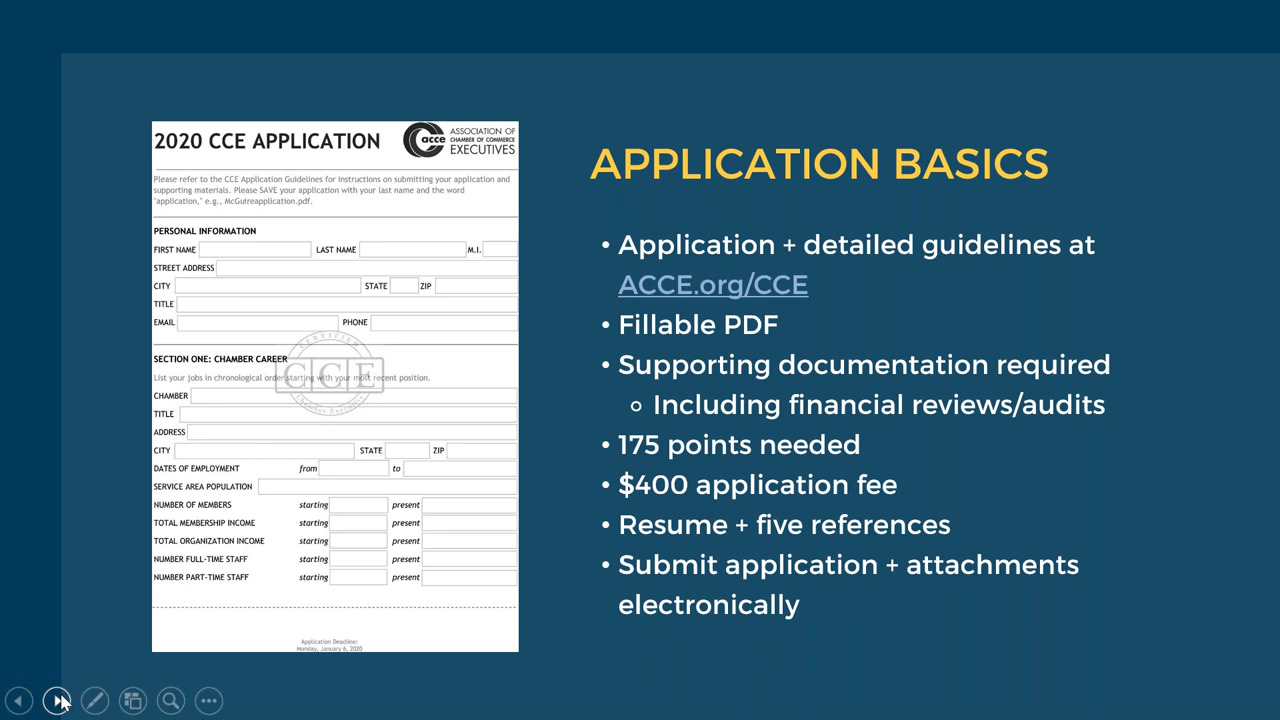 2020 CCE APPLICATION
acce
ASSOCIATION OF
CHAMBER OF COMMERCE
EXECUTIVES
Please refer to the CCE Application Guidelines for instructions on submitting your application and
supporting materials. Please SAVE your application with your last name and the word
"application," e.g., McGuireapplication.pdf.
PERSONAL INFORMATION
FIRST NAME LAST NAME M.I.
STREET ADDRESS
CITY STATE ZIP
TITLE
EMAIL PHONE
CERTIFIED
CCE
Chamber Executive
SECTION ONE: CHAMBER CAREER
List your jobs in chronological order starting with your most recent position.
CHAMBER
TITLE
ADDRESS
CITY STATE ZIP
DATES OF EMPLOYMENT from to
SERVICE AREA POPULATION
NUMBER OF MEMBERS starting present
TOTAL MEMBERSHIP INCOME starting present
TOTAL ORGANIZATION INCOME starting present
NUMBER FULL-TIME STAFF starting present
NUMBER PART-TIME STAFF starting present
Application Deadline:
Monday, January 6, 2020
APPLICATION BASICS
• Application + detailed guidelines at
ACCE.org/CCE
• Fillable PDF
• Supporting documentation required
○ Including financial reviews/audits
• 175 points needed
• $400 application fee
• Resume + five references
• Submit application + attachments
electronically